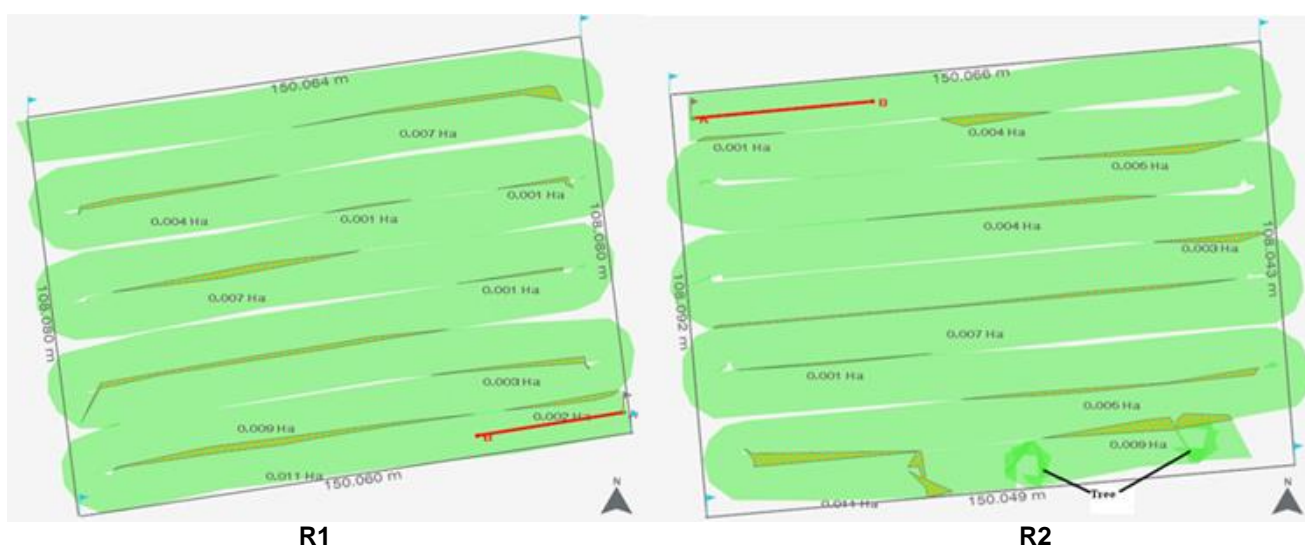 150.064 m
0.007 Ha
0.004 Ha
0.001 Ha
0.001 Ha
108.080 m
0.007 Ha
0.001 Ha
108.080 m
0.003 Ha
A
0.002 Ha
B
0.009 Ha
0.011 Ha
150.060 m
N
R1
150.066 m
A
B
0.001 Ha
0.004 Ha
0.005 Ha
0.004 Ha
0.003 Ha
108.043 m
108.092 m
0.007 Ha
0.001 Ha
0.005 Ha
0.009 Ha
Tree
150.049 m
N
R2